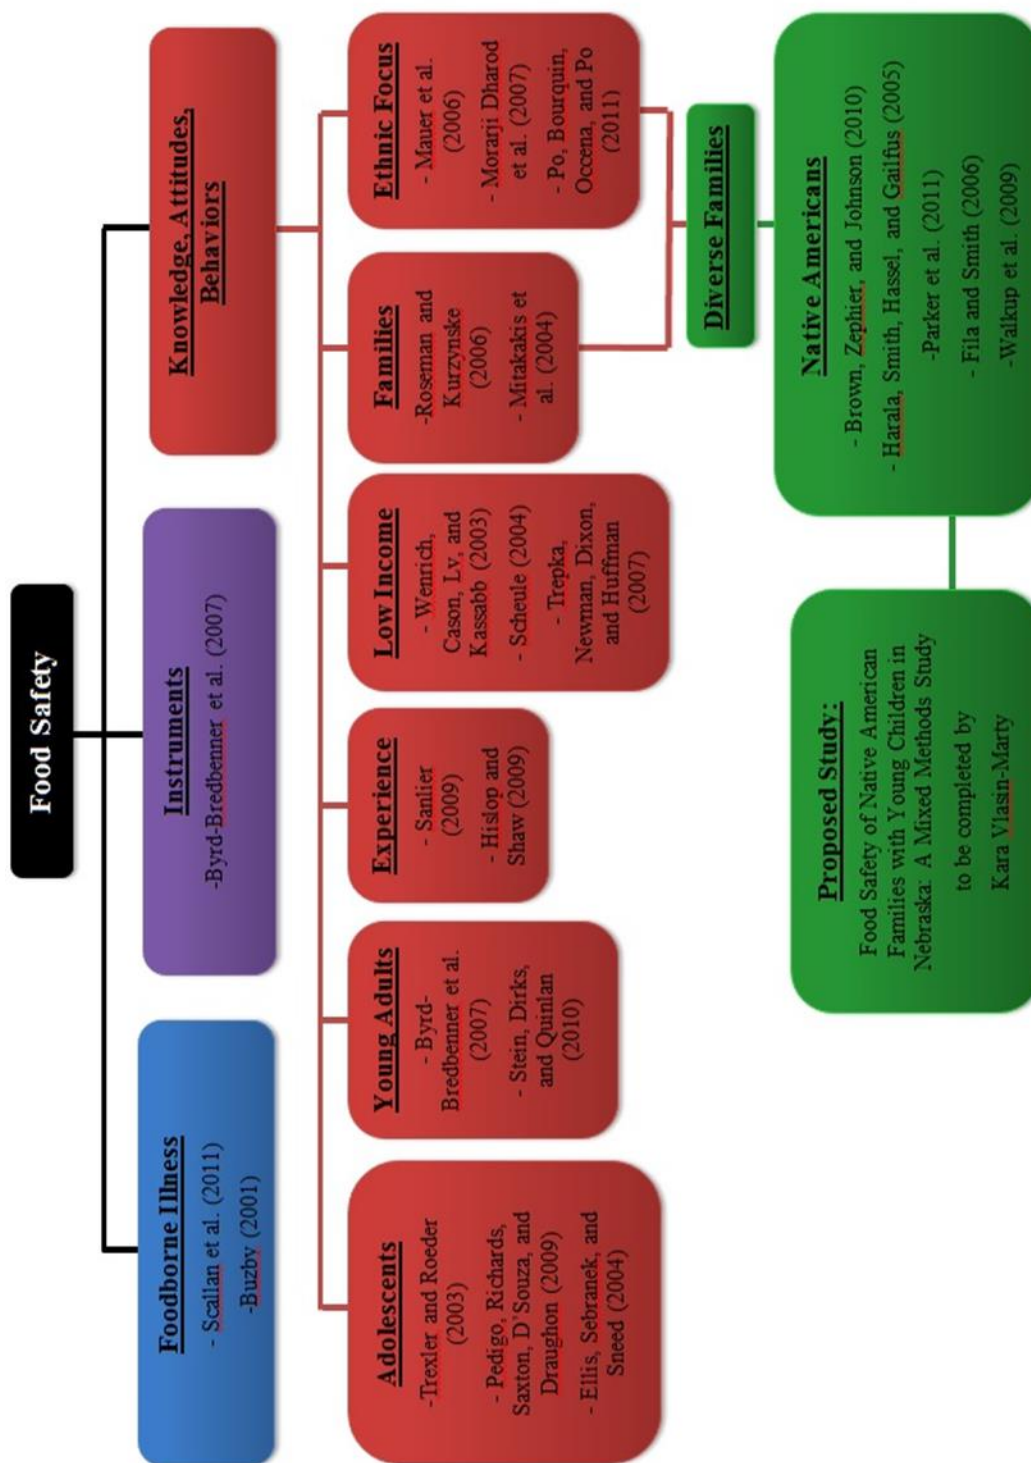 Food Safety
Foodborne Illness
- Scallan et al. (2011)
-Buzby (2001)
Instruments
-Byrd-Bredbenner et al. (2007)
Knowledge, Attitudes,
Behaviors
Adolescents
-Trexler and Roeder
(2003)
- Pedigo, Richards,
Saxton, D'Souza, and
Draughon (2009)
- Ellis, Sebranek, and
Sneed (2004)
Young Adults
- Byrd-
Bredbenner et al.
(2007)
- Stein, Dirks,
and Quinlan
(2010)
Experience
- Sanlier
(2009)
- Hislop and
Shaw (2009)
Low Income
- Wenrich,
Cason, Lv, and
Kassabb (2003)
- Scheule (2004)
- Trepka,
Newman, Dixon,
and Huffman
(2007)
Families
-Roseman and
Kurzynske
(2006)
- Mitakakis et
al. (2004)
Ethnic Focus
- Mauer et al.
(2006)
- Morarji Dharod
et al. (2007)
- Po, Bourquin,
Occena, and Po
(2011)
Diverse Families
Native Americans
- Brown, Zephier, and Johnson (2010)
- Harala, Smith, Hassel, and Gailfus (2005)
-Parker et al. (2011)
- Fila and Smith (2006)
-Walkup et al. (2009)
Proposed Study:
Food Safety of Native American
Families with Young Children in
Nebraska: A Mixed Methods Study
to be completed by
Kara Vlasin-Marty